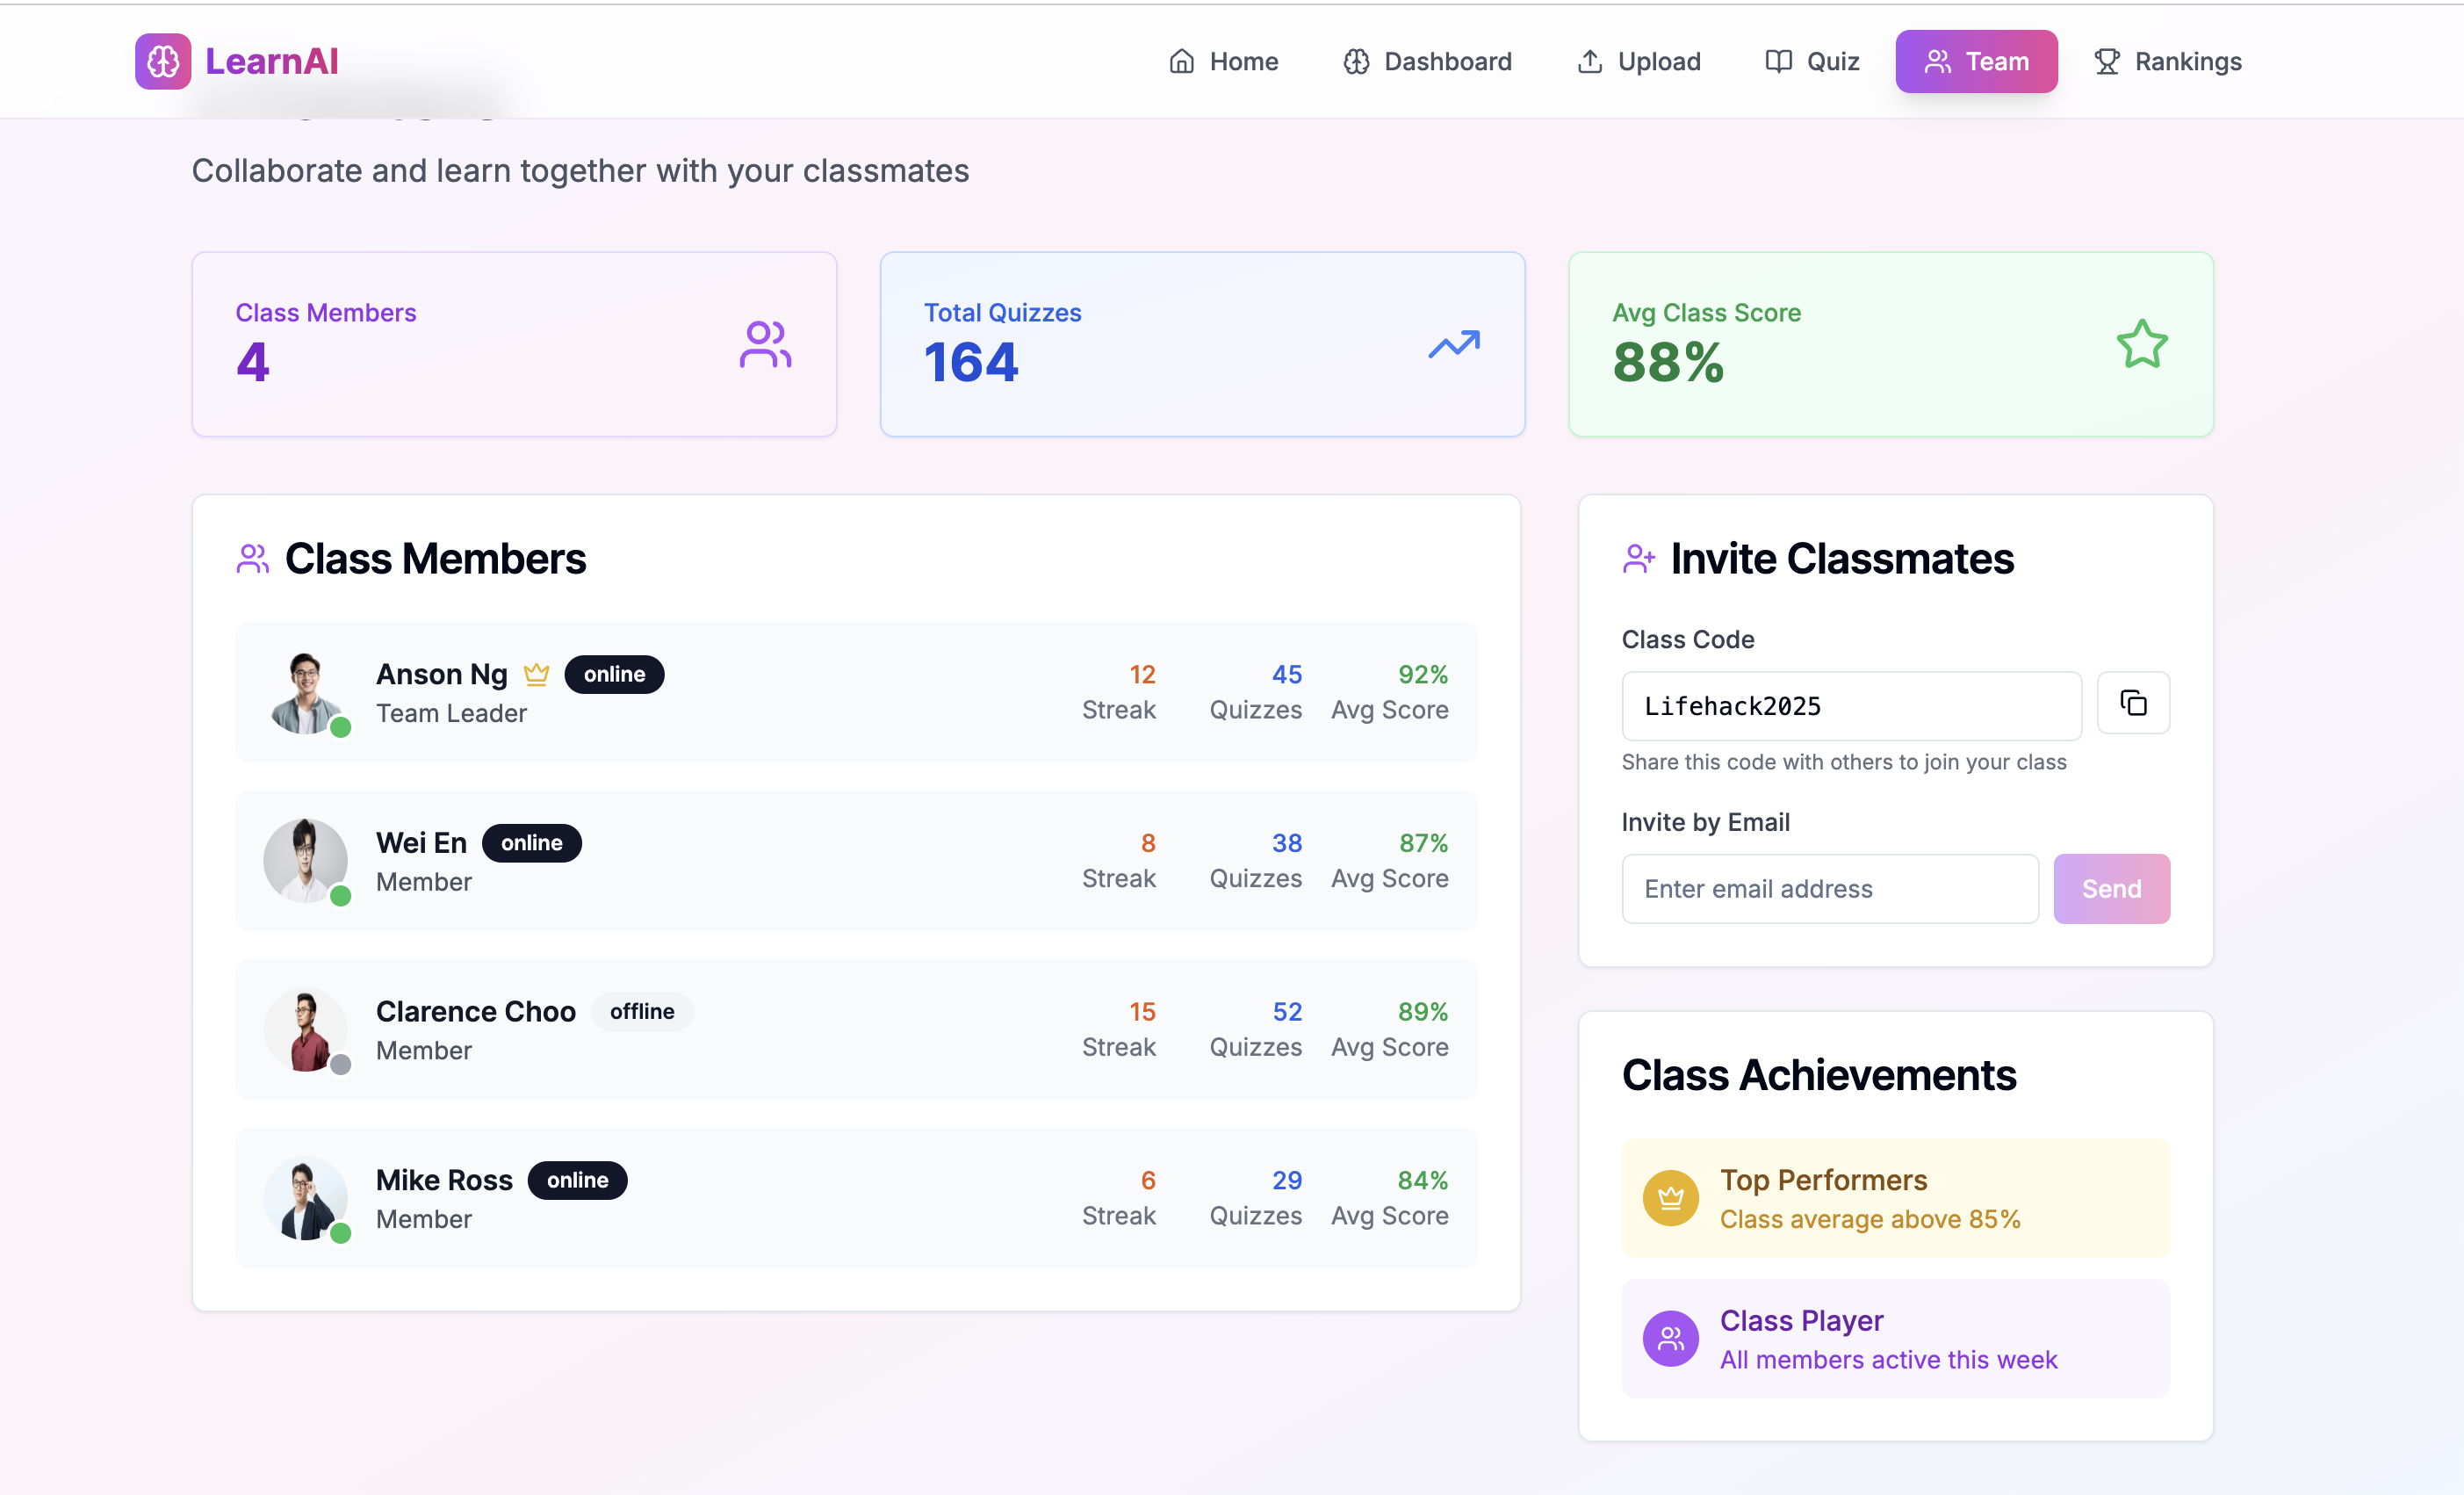 LearnAI
Home
Dashboard
Upload
Quiz
Team
Rankings
Collaborate and learn together with your classmates
Class Members
4
Total Quizzes
164
Avg Class Score
88%
Class Members
Anson Ng online
Team Leader
12 45 92%
Streak Quizzes Avg Score
Wei En online
Member
8 38 87%
Streak Quizzes Avg Score
Clarence Choo offline
Member
15 52 89%
Streak Quizzes Avg Score
Mike Ross online
Member
6 29 84%
Streak Quizzes Avg Score
Invite Classmates
Class Code
Lifehack2025
Share this code with others to join your class
Invite by Email
Enter email address
Send
Class Achievements
Top Performers
Class average above 85%
Class Player
All members active this week